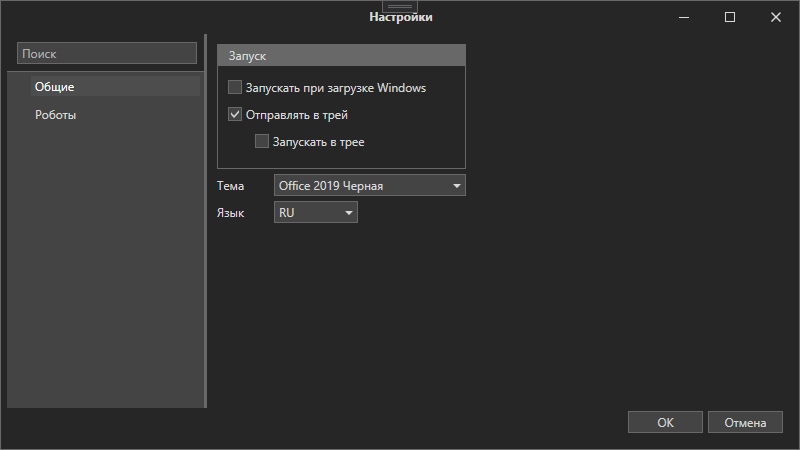 Настройки
Поиск
Общие
Роботы
Запуск
Запускать при загрузке Windows
Отправлять в трей
Запускать в трее
Тема Office 2019 Черная
Язык RU
OK Отмена